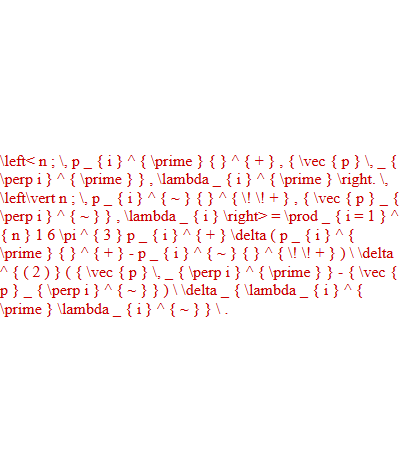 \left< n ; \, p _ { i } ^ { \prime } { } ^ { + } , { \vec { p } \, _ {
\perp i } ^ { \prime } } , \lambda _ { i } ^ { \prime } \right. \,
\left\vert n ; \, p _ { i } ^ { ~ } { } ^ { \! \! + } , { \vec { p } _ {
\perp i } ^ { ~ } } , \lambda _ { i } \right> = \prod _ { i = 1 } ^
{ n } 1 6 \pi ^ { 3 } p _ { i } ^ { + } \delta ( p _ { i } ^ {
\prime } { } ^ { + } - p _ { i } ^ { ~ } { } ^ { \! \! + } ) \ \delta
^ { ( 2 ) } ( { \vec { p } \, _ { \perp i } ^ { \prime } } - { \vec {
p } _ { \perp i } ^ { ~ } } ) \ \delta _ { \lambda _ { i } ^ {
\prime } \lambda _ { i } ^ { ~ } } \ .